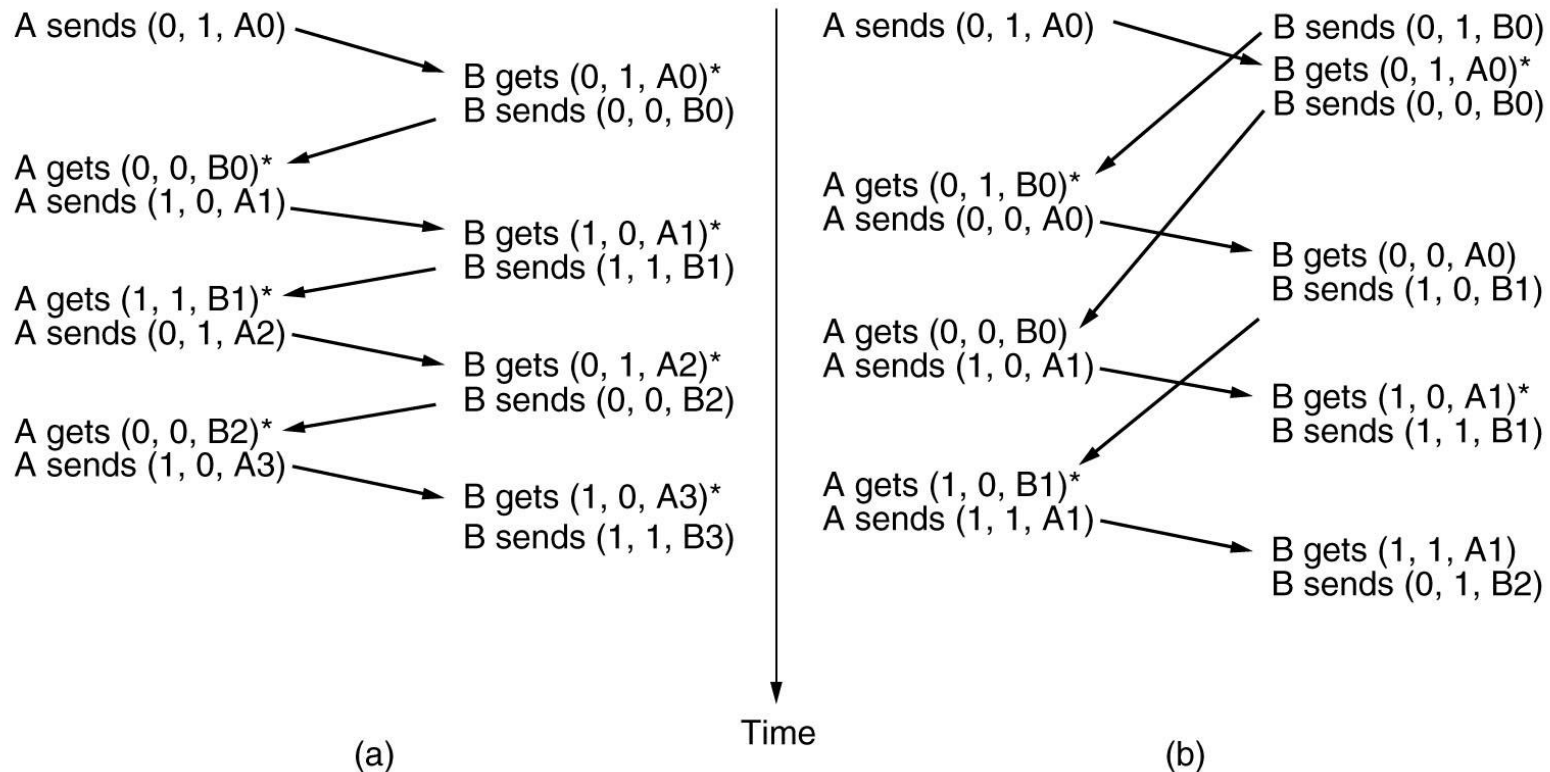 A sends (0, 1, A0)
B gets (0, 1, A0)*
B sends (0, 0, B0)
A gets (0, 0, B0)*
A sends (1, 0, A1)
B gets (1, 0, A1)*
B sends (1, 1, B1)
A gets (1, 1, B1)*
A sends (0, 1, A2)
B gets (0, 1, A2)*
B sends (0, 0, B2)
A gets (0, 0, B2)*
A sends (1, 0, A3)
B gets (1, 0, A3)*
B sends (1, 1, B3)
(a)
Time
A sends (0, 1, A0)
B sends (0, 1, B0)
B gets (0, 1, A0)*
B sends (0, 0, B0)
A gets (0, 1, B0)*
A sends (0, 0, A0)
B gets (0, 0, A0)
B sends (1, 0, B1)
A gets (0, 0, B0)
A sends (1, 0, A1)
B gets (1, 0, A1)*
B sends (1, 1, B1)
A gets (1, 0, B1)*
A sends (1, 1, A1)
B gets (1, 1, A1)
B sends (0, 1, B2)
(b)